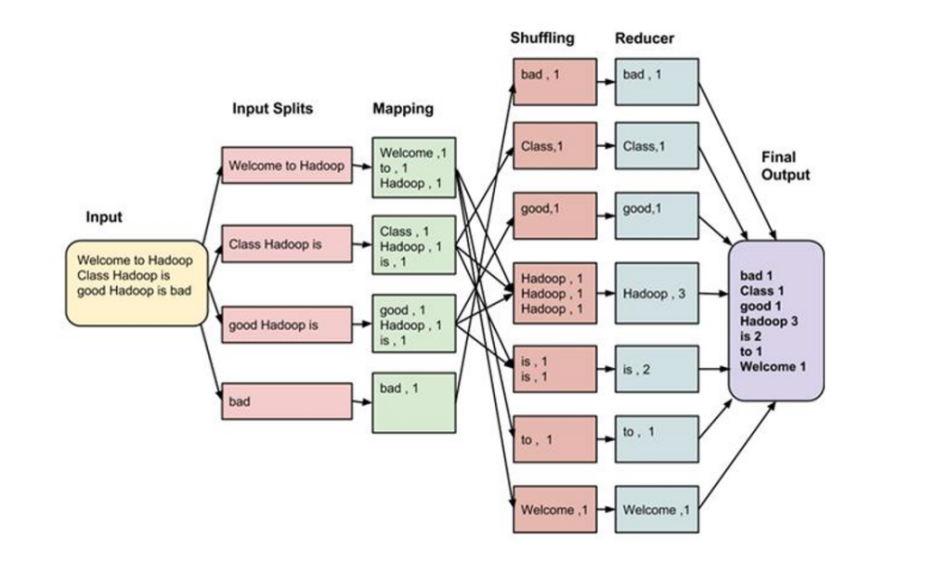 Input
Welcome to Hadoop
Class Hadoop is
good Hadoop is bad
Input Splits
Welcome to Hadoop
Class Hadoop is
good Hadoop is
bad
Mapping
Welcome ,1
to , 1
Hadoop , 1
Class , 1
Hadoop , 1
is , 1
good , 1
Hadoop , 1
is , 1
bad , 1
Shuffling
bad , 1
Class,1
good,1
Hadoop , 1
Hadoop , 1
Hadoop , 1
is , 1
is , 1
to , 1
Welcome ,1
Reducer
bad , 1
Class,1
good,1
Hadoop , 3
is , 2
to , 1
Welcome ,1
Final
Output
bad 1
Class 1
good 1
Hadoop 3
is 2
to 1
Welcome 1